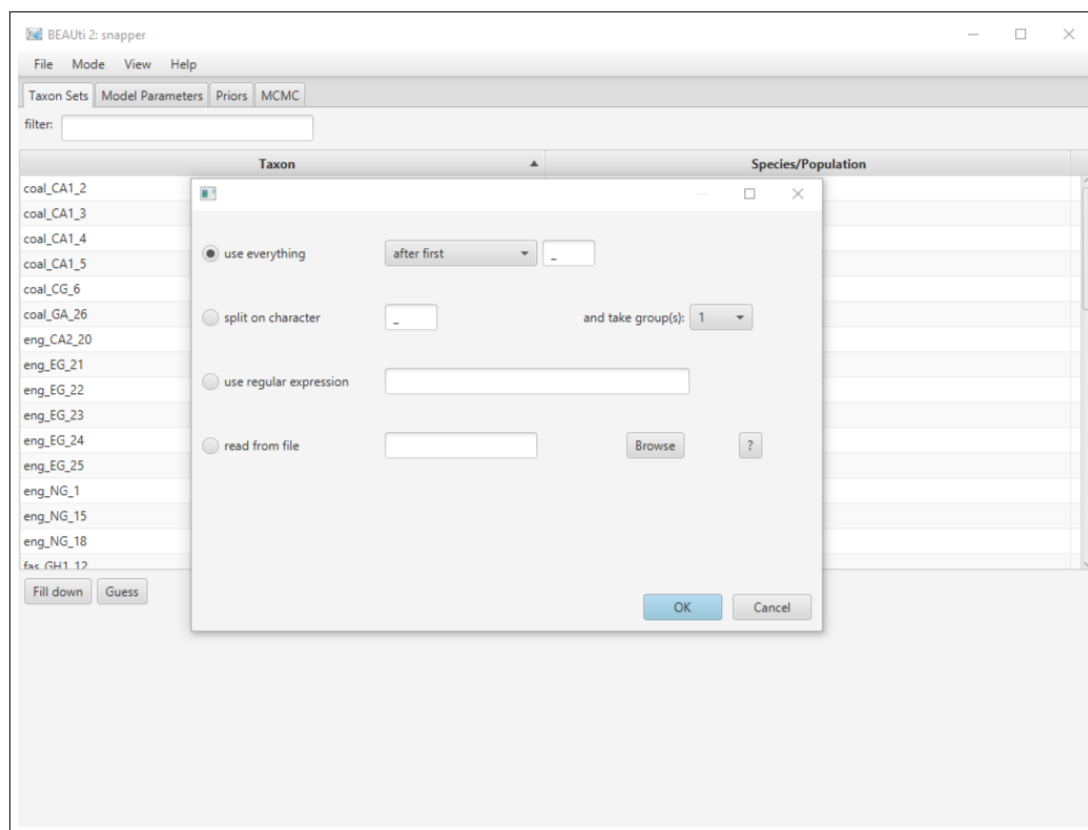 BEAUti 2: snapper
File Mode View Help
Taxon Sets Model Parameters Priors MCMC
filter:
Taxon Species/Population
coal_CA1_2
coal_CA1_3
coal_CA1_4
coal_CA1_5
coal_CG_6
coal_GA_26
eng_CA2_20
eng_EG_21
eng_EG_22
eng_EG_23
eng_EG_24
eng_EG_25
eng_NG_1
eng_NG_15
eng_NG_18
fas_GH1_12
use everything after first _
split on character _ and take group(s): 1
use regular expression
read from file Browse ?
OK Cancel
Fill down Guess